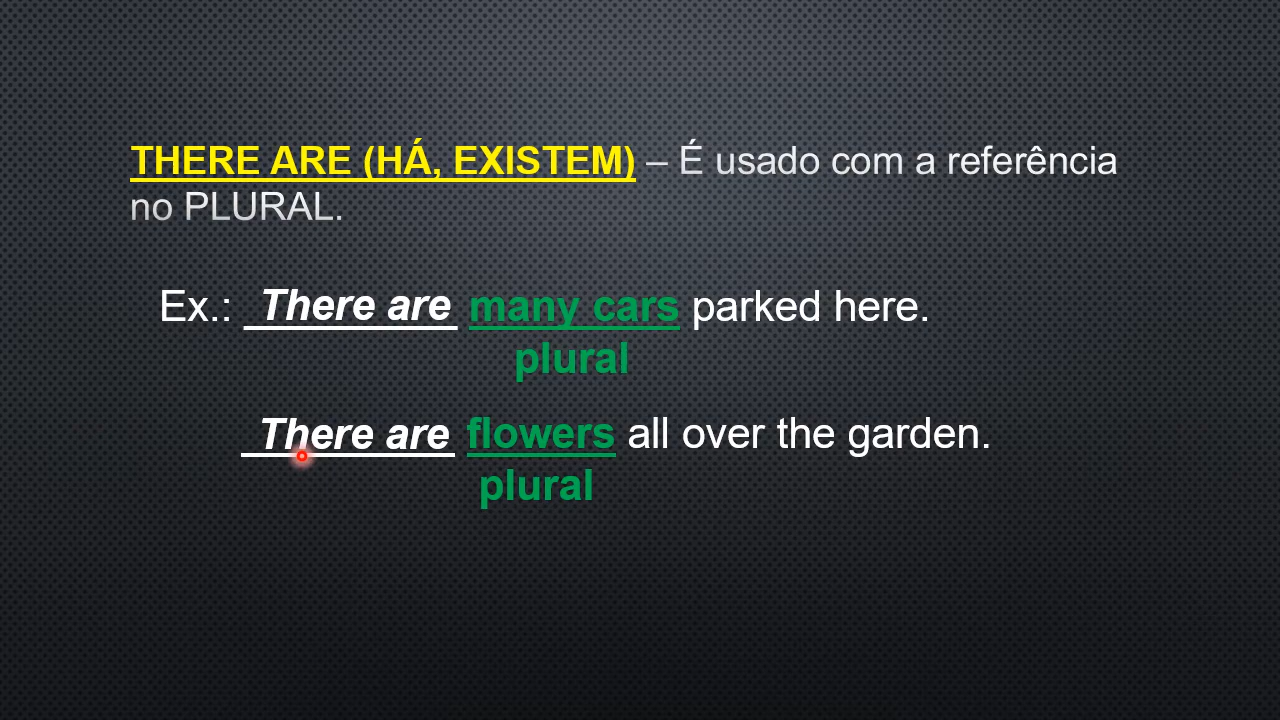 THERE ARE (HÁ, EXISTEM) – É usado com a referência
no PLURAL.
Ex.: There are many cars parked here.
plural
There are flowers all over the garden.
plural